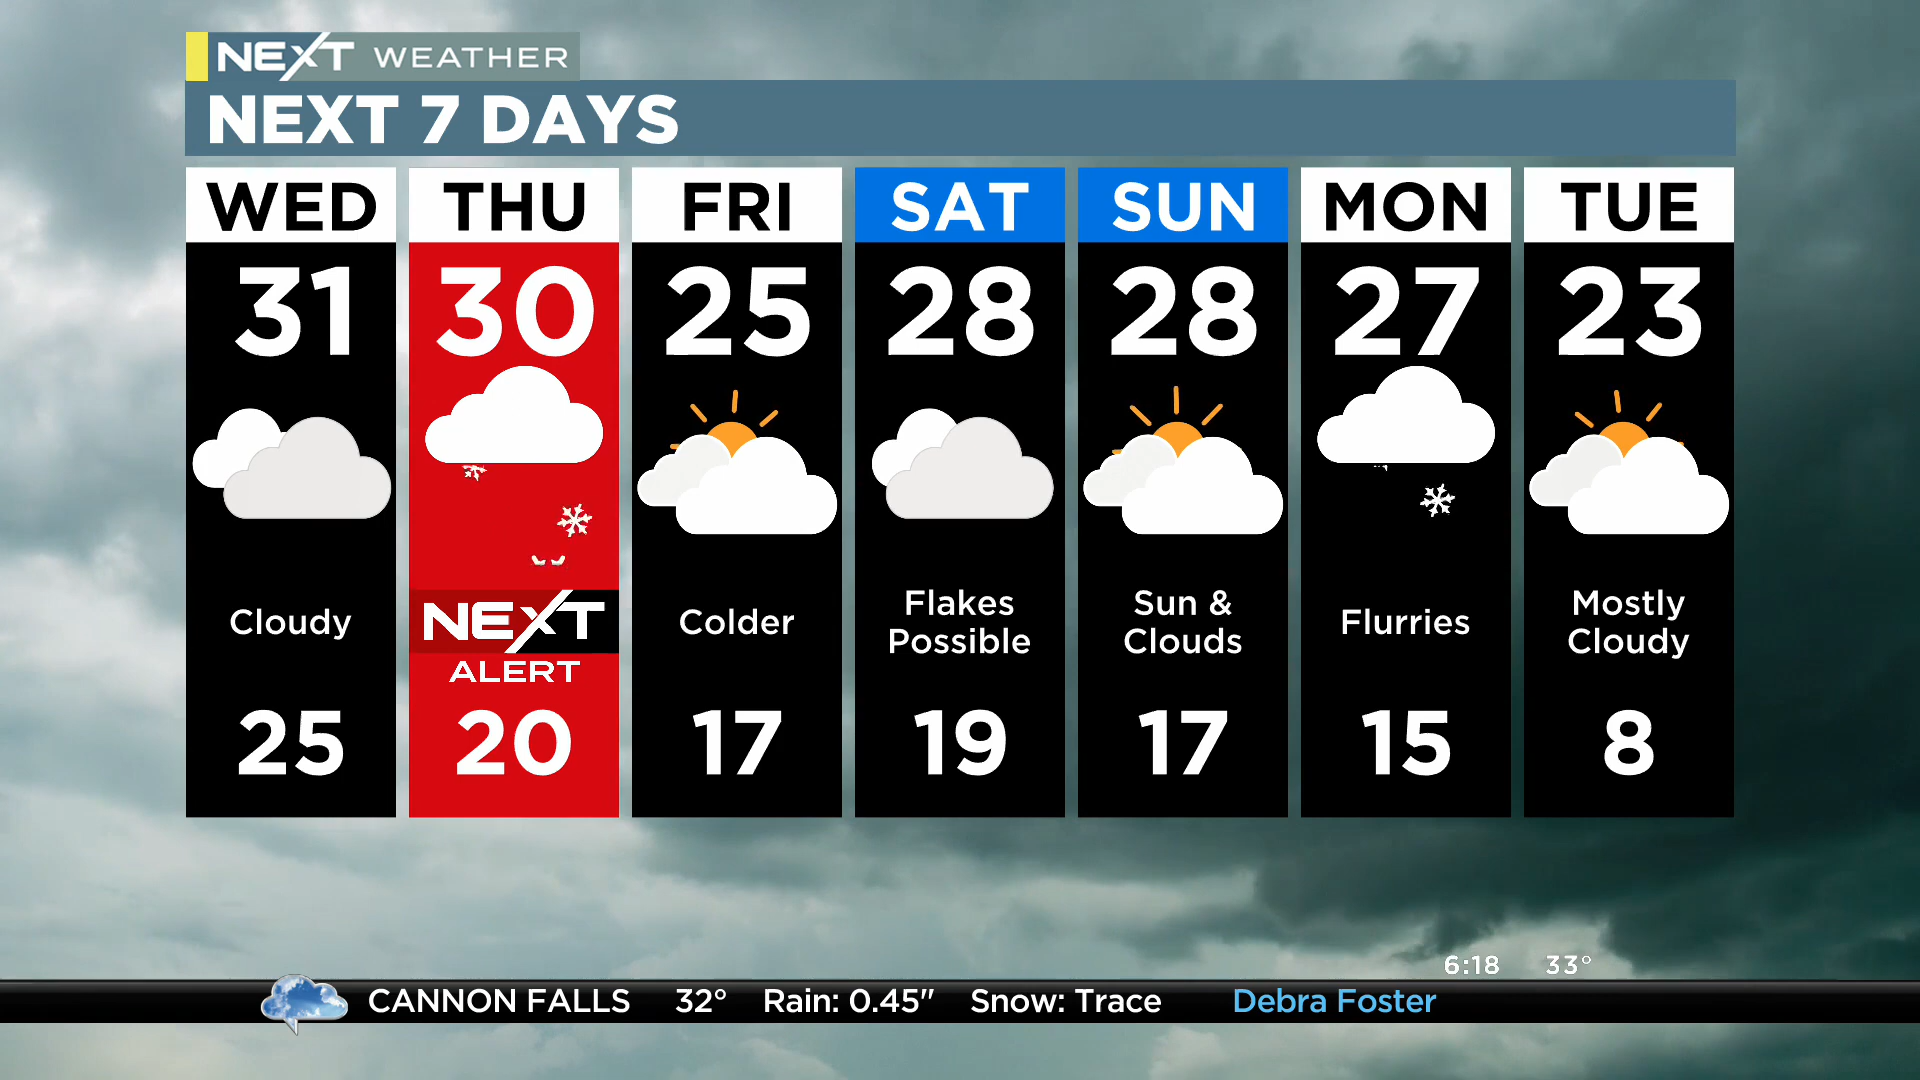 NEXT WEATHER
NEXT 7 DAYS
WED THU FRI SAT SUN MON TUE
31 30 25 28 28 27 23
Cloudy
NEXT
ALERT
Colder
Flakes
Possible
Sun &
Clouds
Flurries
Mostly
Cloudy
25 20 17 19 17 15 8
6:18 33°
CANNON FALLS 32° Rain: 0.45" Snow: Trace Debra Foster